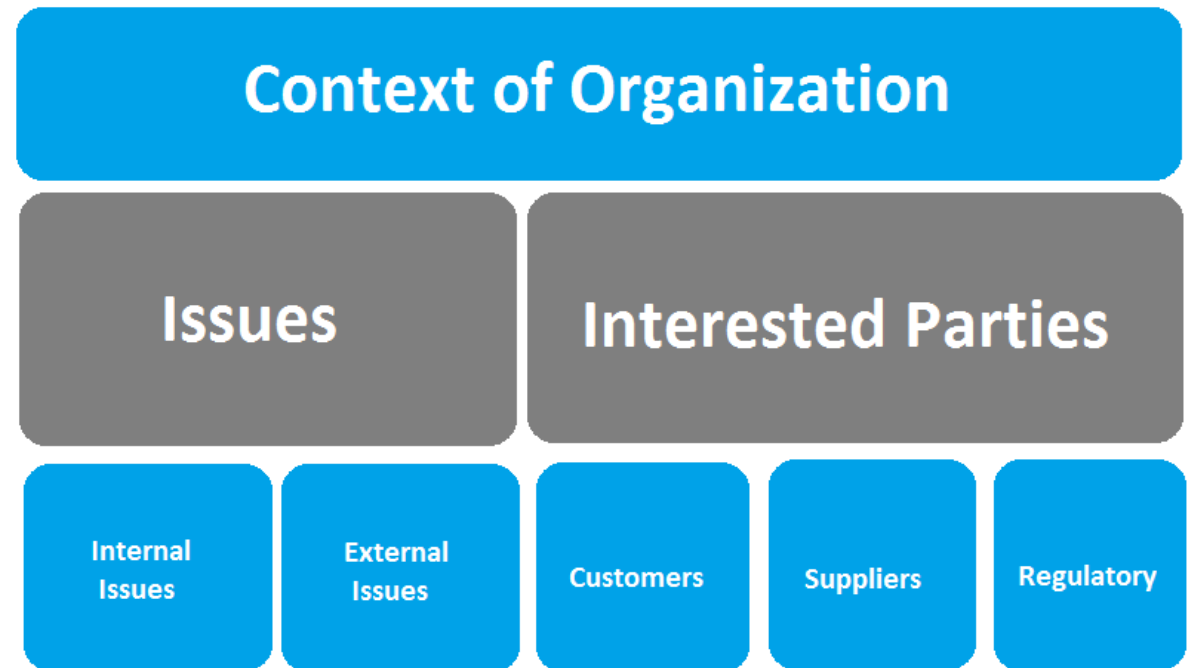 Context of Organization
Issues
Interested Parties
Internal
Issues
External
Issues
Customers
Suppliers
Regulatory